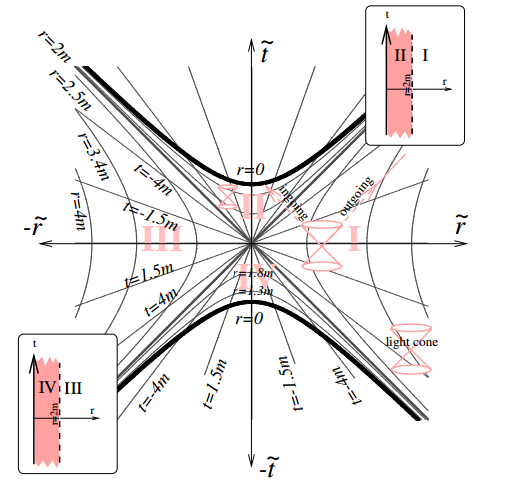 t
II I
r=2m
r
t̃
r=2m
r=2.5m
r=3.4m
r=4m
t=-4m
t=-1.5m
r=0
II
ingoing
outgoing
-r̃
r̃
III
I
t=1.5m
t=4m
IV
r=1.8m
r=1.3m
r=0
light cone
t
IV III
r=2m
r
t=-4m
t=1.5m
t=-1.5m
t=-4m
-t̃